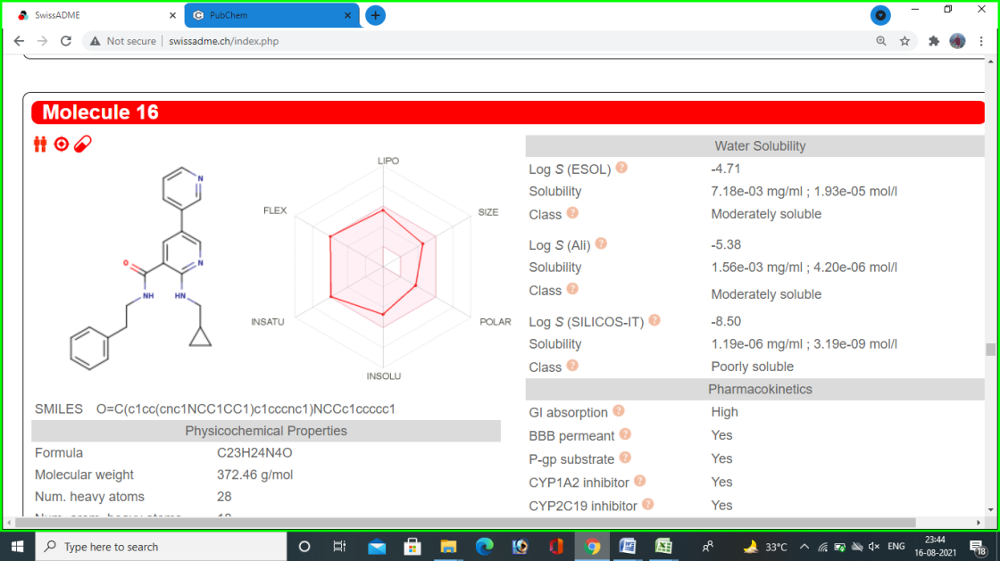 SwissADME
PubChem
Not secure swissadme.ch/index.php
Molecule 16
LIPO
FLEX
SIZE
INSATU
POLAR
INSOLU
N
N
O
NH
HN
SMILES O=C(c1cc(cnc1NCC1CC1)c1cccnc1)NCCc1ccccc1
Physicochemical Properties
Formula C23H24N4O
Molecular weight 372.46 g/mol
Num. heavy atoms 28
Water Solubility
Log S (ESOL) ? -4.71
Solubility 7.18e-03 mg/ml ; 1.93e-05 mol/l
Class ? Moderately soluble
Log S (Ali) ? -5.38
Solubility 1.56e-03 mg/ml ; 4.20e-06 mol/l
Class ? Moderately soluble
Log S (SILICOS-IT) ? -8.50
Solubility 1.19e-06 mg/ml ; 3.19e-09 mol/l
Class ? Poorly soluble
Pharmacokinetics
GI absorption ? High
BBB permeant ? Yes
P-gp substrate ? Yes
CYP1A2 inhibitor ? Yes
CYP2C19 inhibitor ? Yes
Type here to search
33°C
ENG
23:44
16-08-2021
18